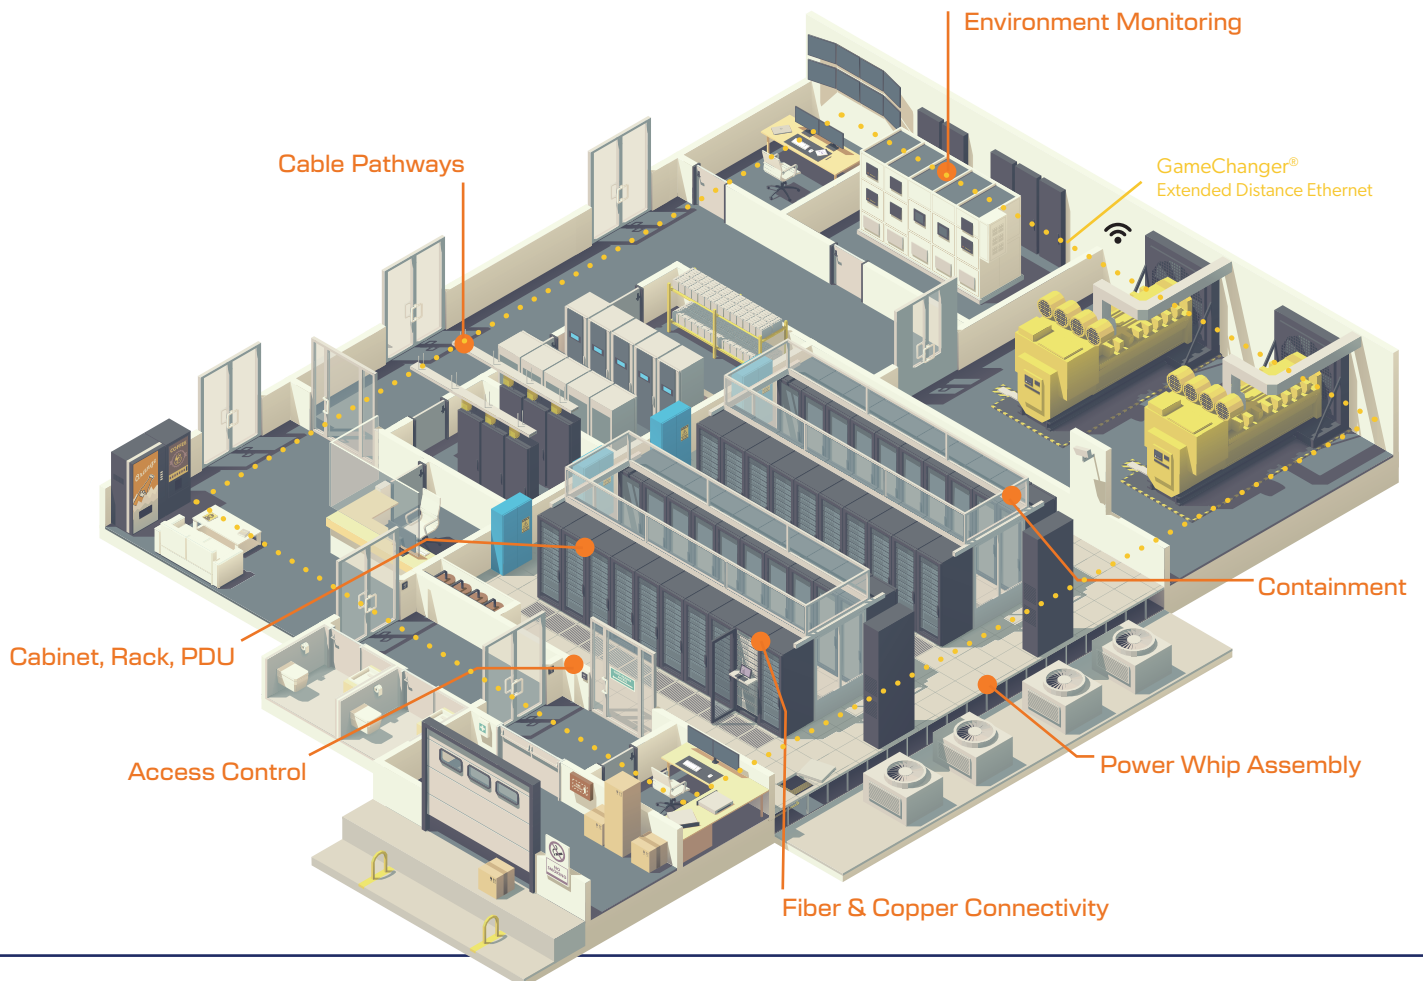 Environment Monitoring
Cable Pathways
GameChanger®
Extended Distance Ethernet
Containment
Cabinet, Rack, PDU
Access Control
Power Whip Assembly
Fiber & Copper Connectivity